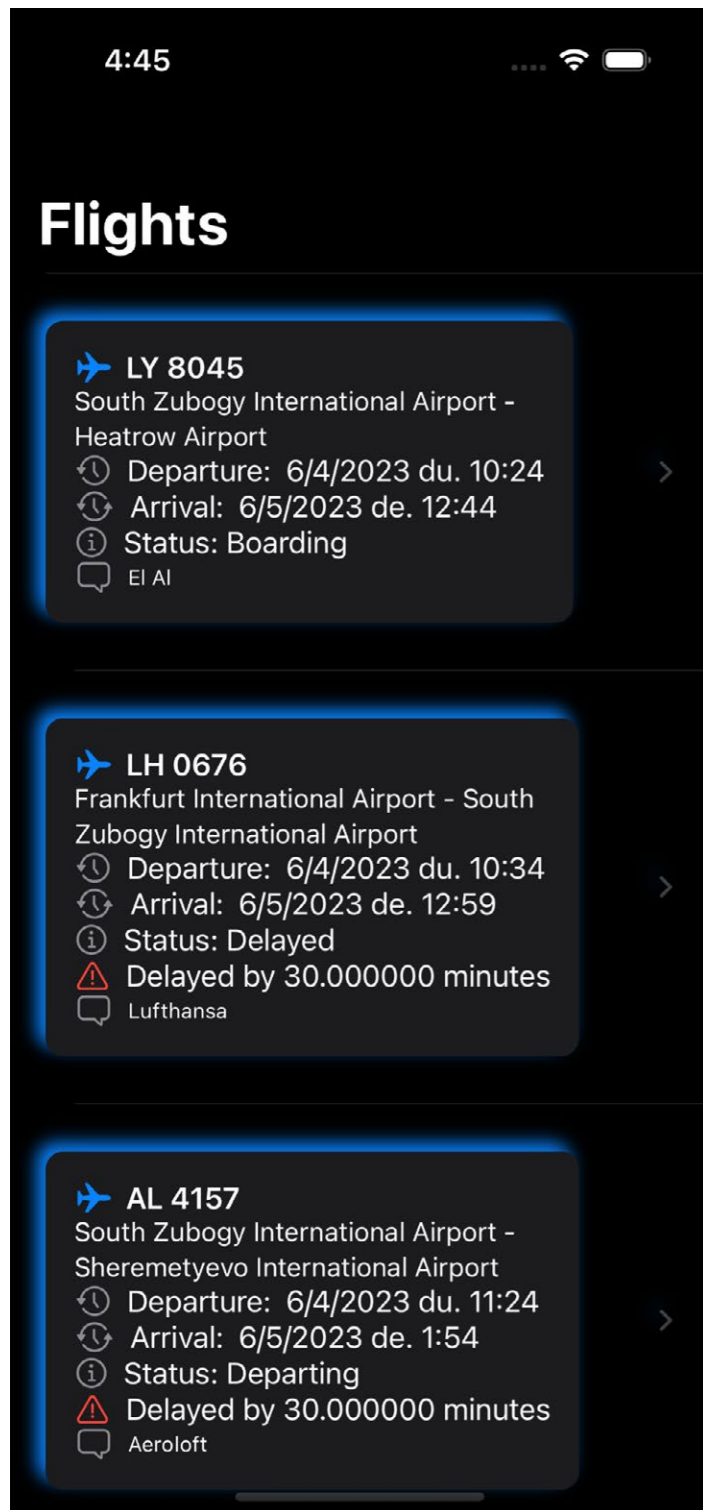 4:45
Flights
LY 8045
South Zubogy International Airport -
Heatrow Airport
Departure: 6/4/2023 du. 10:24
Arrival: 6/5/2023 de. 12:44
Status: Boarding
El Al
LH 0676
Frankfurt International Airport - South
Zubogy International Airport
Departure: 6/4/2023 du. 10:34
Arrival: 6/5/2023 de. 12:59
Status: Delayed
Delayed by 30.000000 minutes
Lufthansa
AL 4157
South Zubogy International Airport -
Sheremetyevo International Airport
Departure: 6/4/2023 du. 11:24
Arrival: 6/5/2023 de. 1:54
Status: Departing
Delayed by 30.000000 minutes
Aeroloft